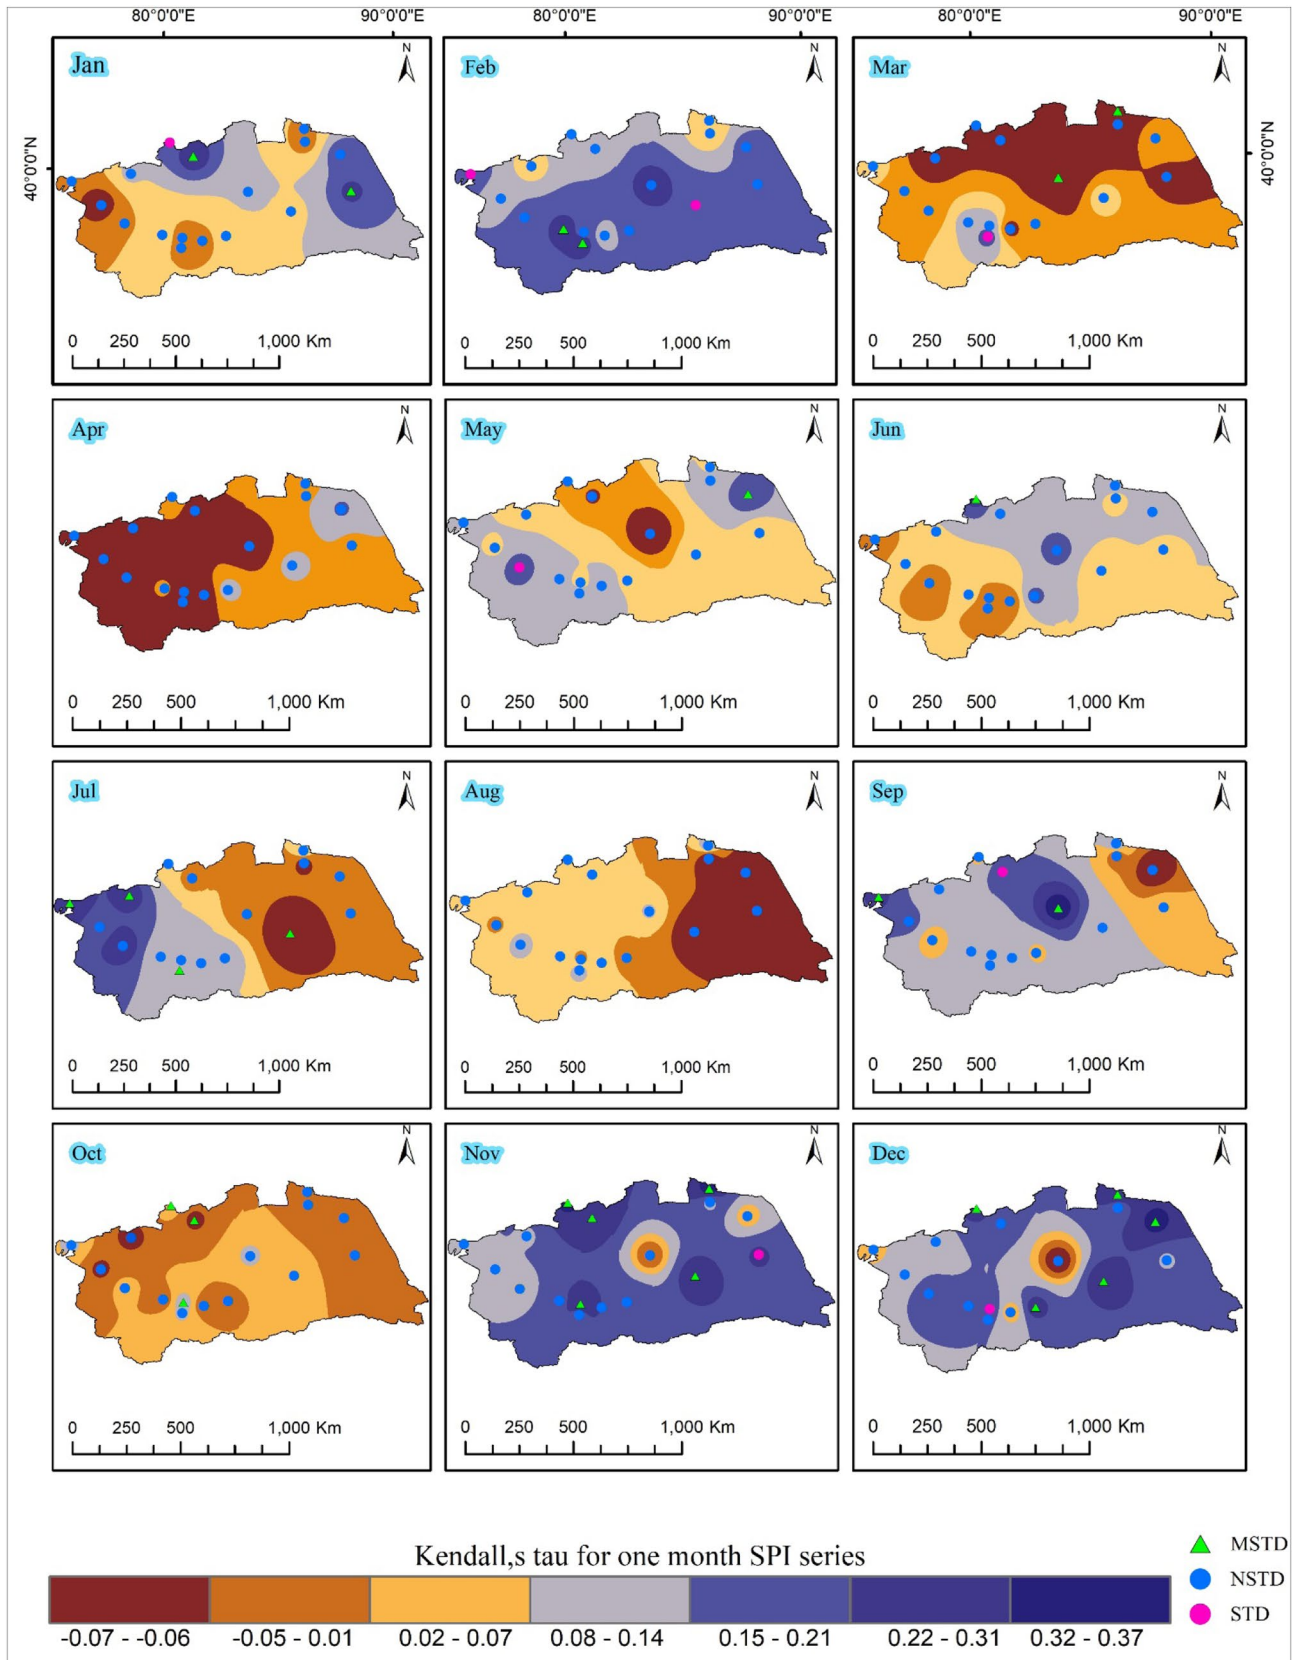 80°0'0"E 90°0'0"E 80°0'0"E 90°0'0"E 80°0'0"E 90°0'0"E
40°0'0"N
40°0'0"N
Jan N
0 250 500 1,000 Km
Feb N
0 250 500 1,000 Km
Mar N
0 250 500 1,000 Km
Apr N
0 250 500 1,000 Km
May N
0 250 500 1,000 Km
Jun N
0 250 500 1,000 Km
Jul N
0 250 500 1,000 Km
Aug N
0 250 500 1,000 Km
Sep N
0 250 500 1,000 Km
Oct N
0 250 500 1,000 Km
Nov N
0 250 500 1,000 Km
Dec N
0 250 500 1,000 Km
Kendall,s tau for one month SPI series
-0.07 - -0.06 -0.05 - 0.01 0.02 - 0.07 0.08 - 0.14 0.15 - 0.21 0.22 - 0.31 0.32 - 0.37
MSTD
NSTD
STD